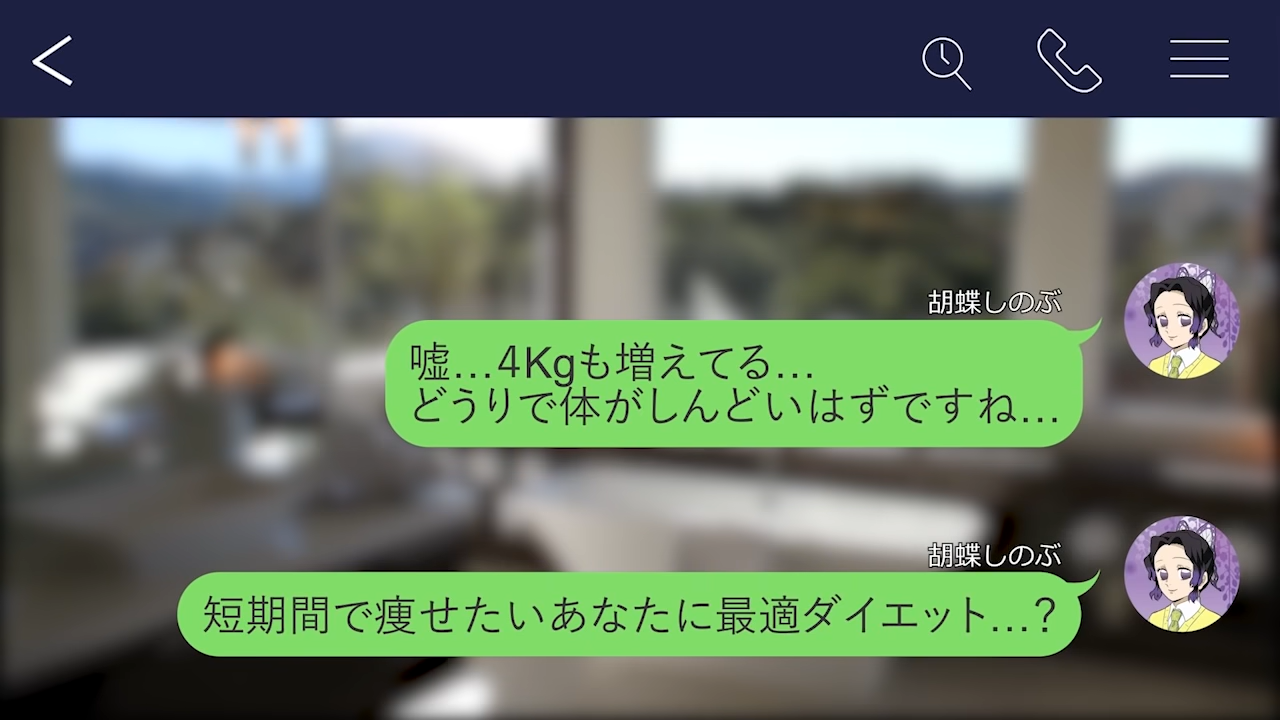 胡蝶しのぶ
嘘…4Kgも増えてる…
どうりで体がしんどいはずですね…
胡蝶しのぶ
短期間で痩せたいあなたに最適ダイエット…?